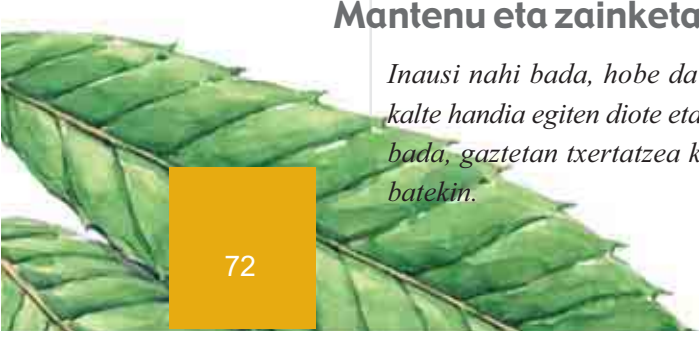 Mantenu eta zainketa
Inausi nahi bada, hobe da
kalte handia egiten diote eta
bada, gaztetan txertatzea k
batekin.
72